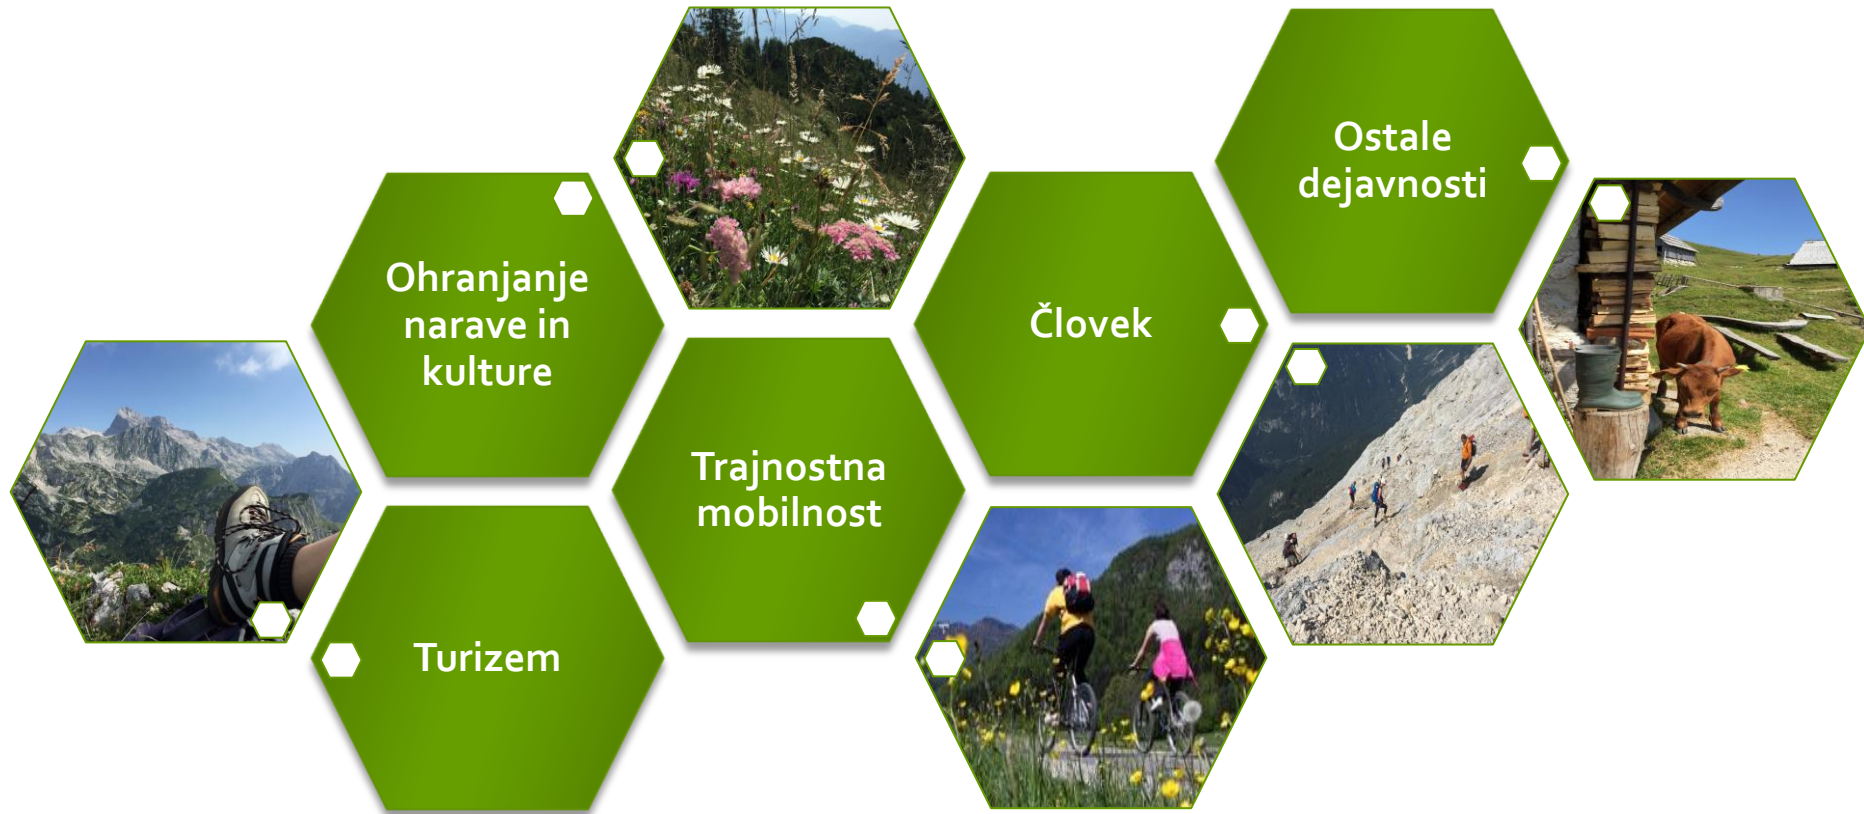 Ohranjanje
narave in
kulture
Turizem
Trajnostna
mobilnost
Človek
Ostale
dejavnosti